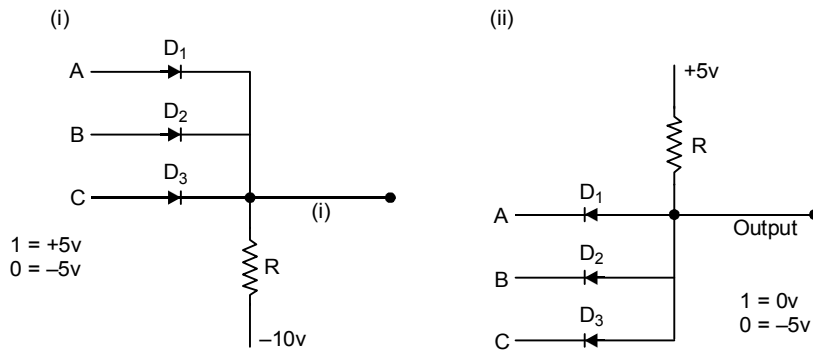 (i)
D1
A
D2
B
D3
C
(i)
1 = +5v
0 = –5v
R
–10v
(ii)
+5v
R
D1
A
Output
D2
B
1 = 0v
0 = –5v
D3
C